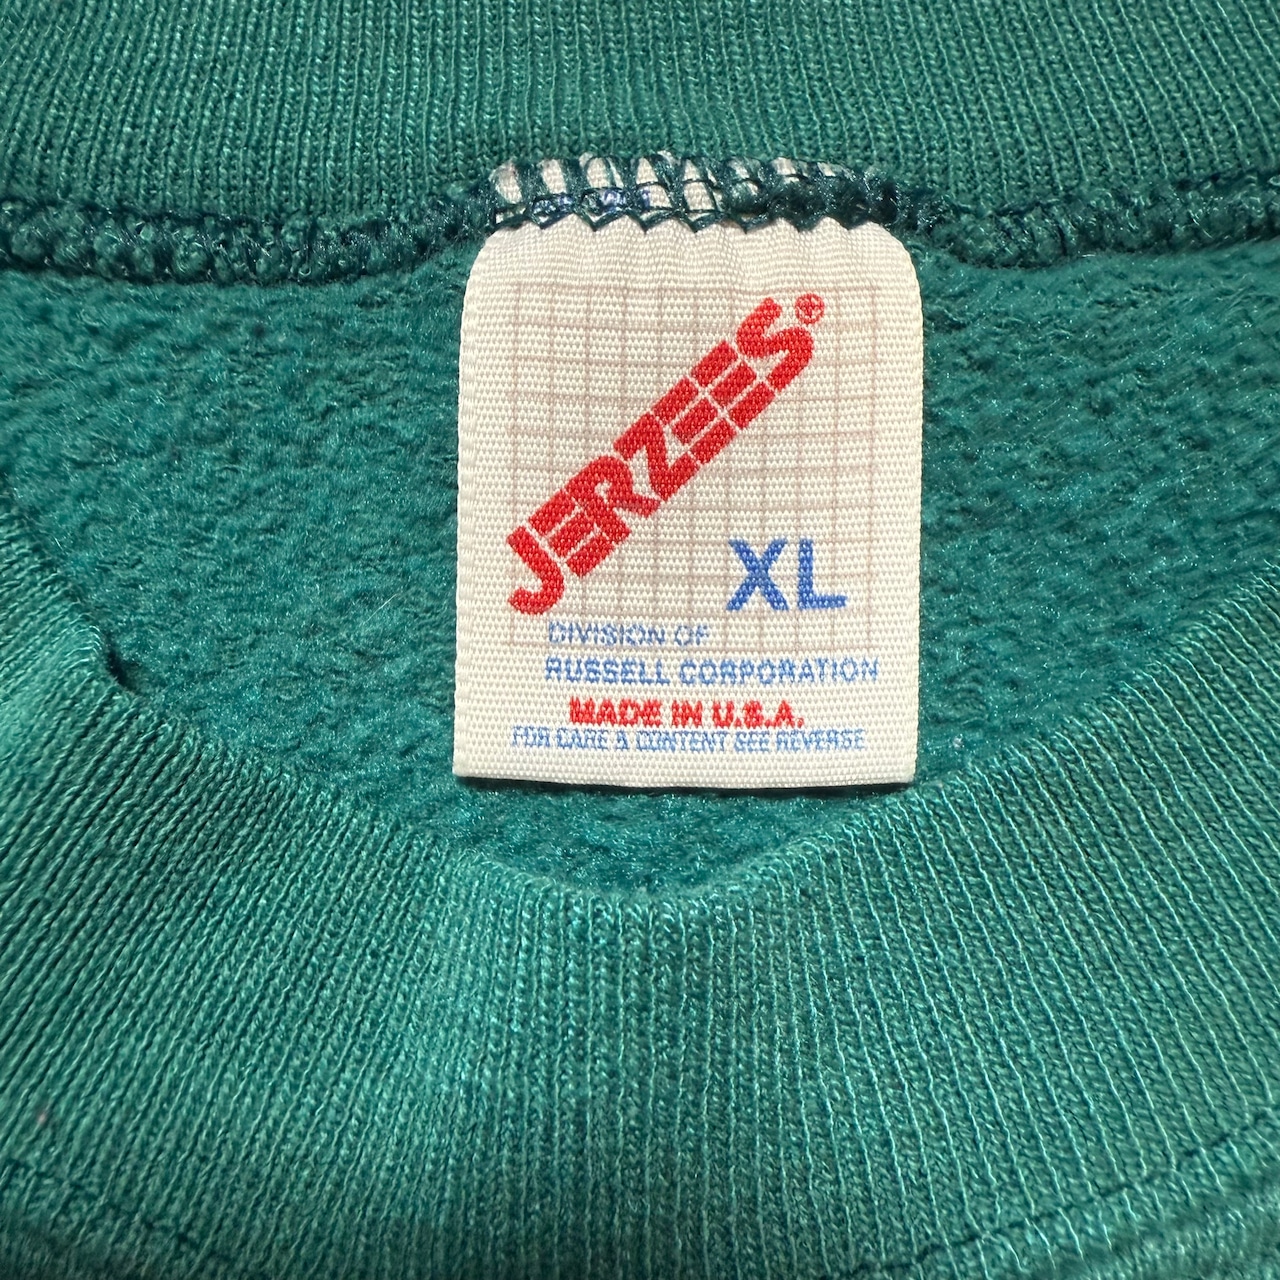 JERZEES®
XL
DIVISION OF
RUSSELL CORPORATION
MADE IN U.S.A.
FOR CARE & CONTENT SEE REVERSE